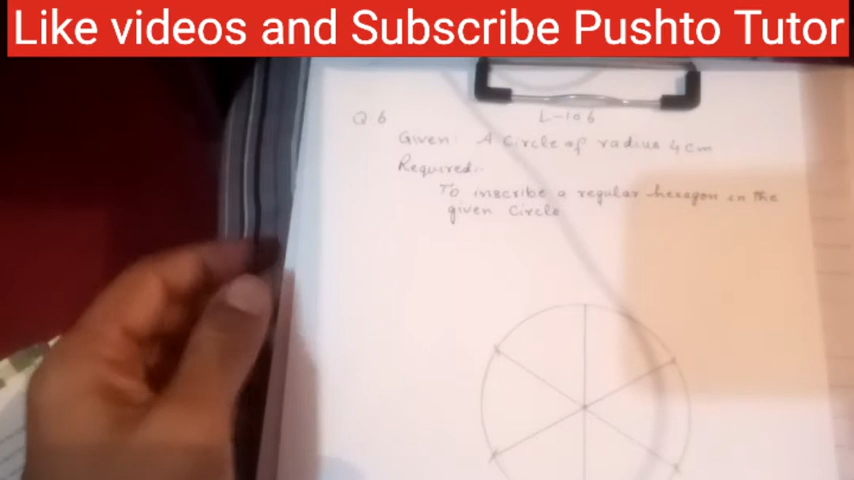 Like videos and Subscribe Pushto Tutor
Q.6
L-106
Given: A Circle of radius 4cm
Required:-
To inscribe a regular hexagon in the
given Circle